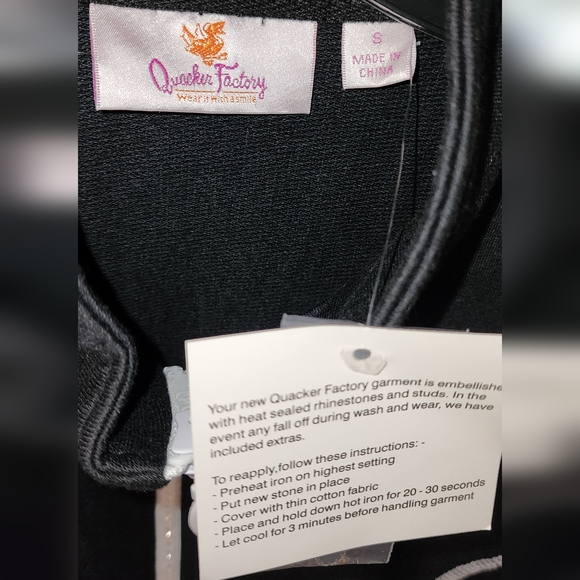 Quacker Factory
Wear it with a smile
S
MADE IN
CHINA
Your new Quacker Factory garment is embellishe
with heat sealed rhinestones and studs. In the
event any fall off during wash and wear, we have
included extras.
To reapply,follow these instructions: -
- Preheat iron on highest setting
- Put new stone in place
- Cover with thin cotton fabric
- Place and hold down hot iron for 20 - 30 seconds
- Let cool for 3 minutes before handling garment